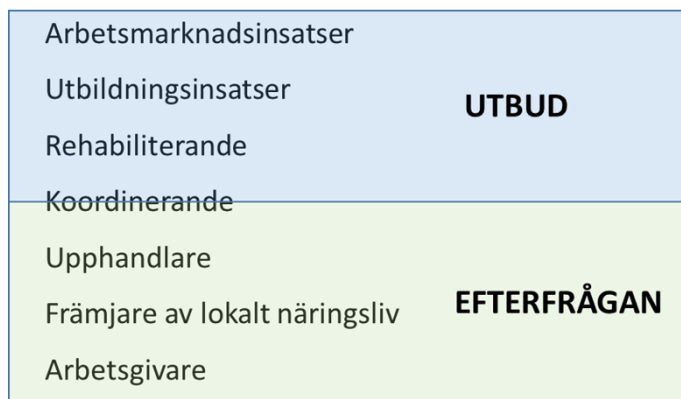 Arbetsmarknadsinsatser
Utbildningsinsatser
UTBUD
Rehabiliterande
Koordinerande
Upphandlare
Främjare av lokalt näringsliv
EFTERFRÅGAN
Arbetsgivare